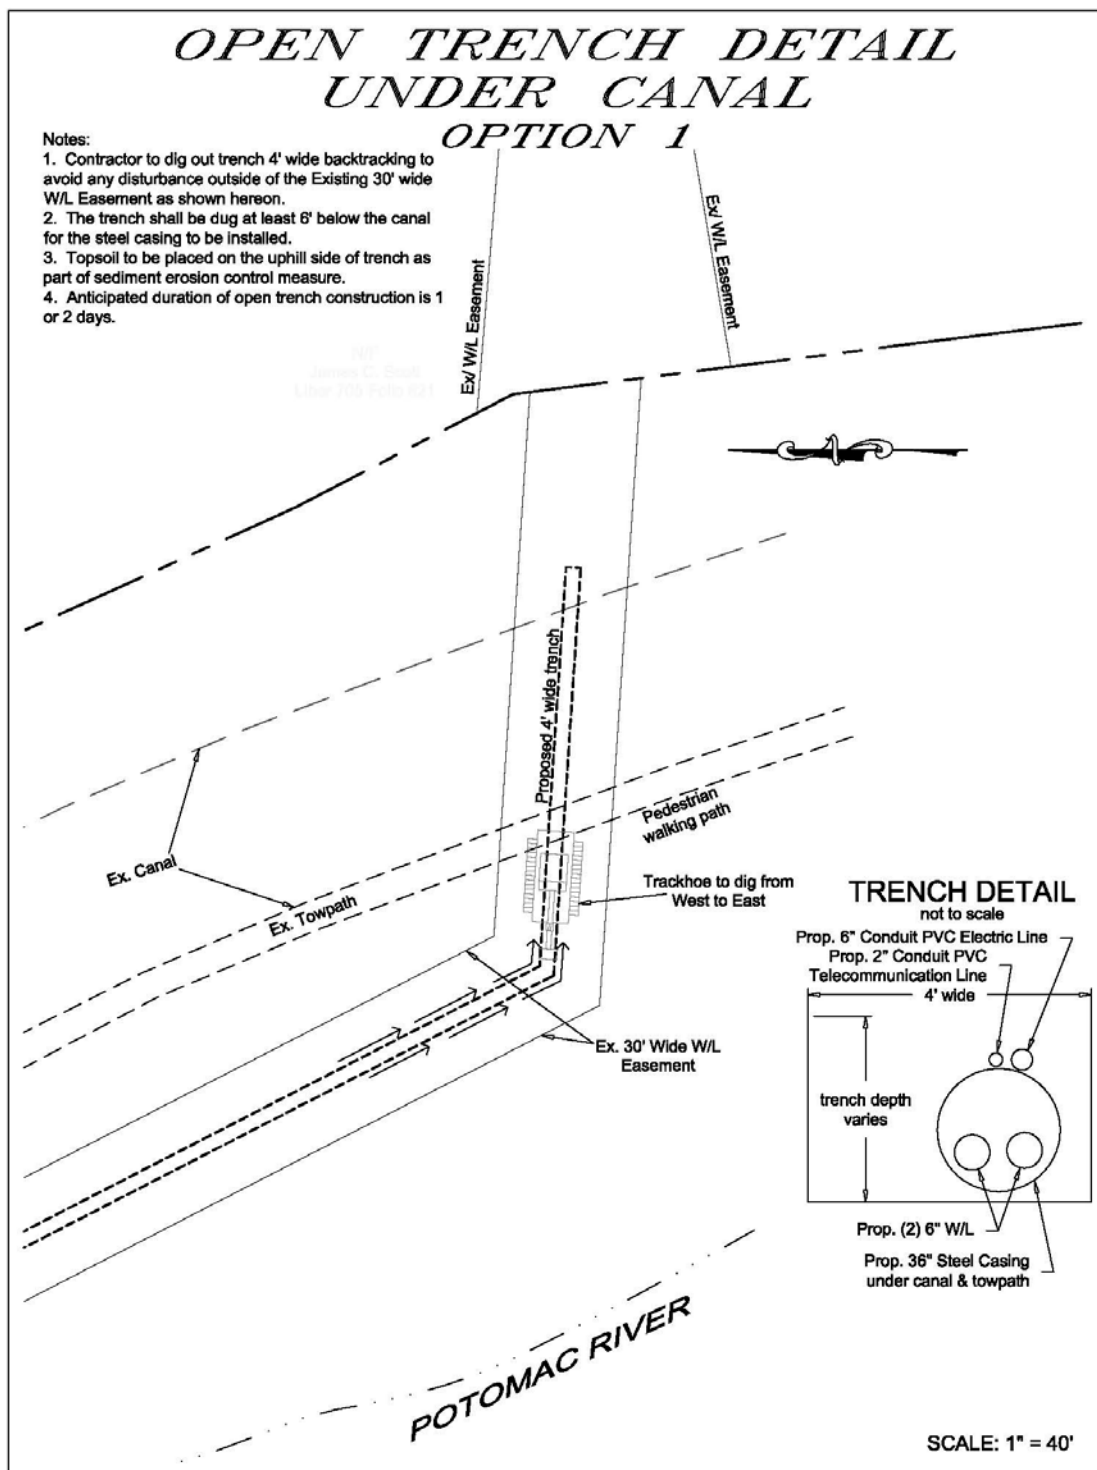 OPEN TRENCH DETAIL
UNDER CANAL
OPTION 1
Notes:
1. Contractor to dig out trench 4' wide backtracking to
avoid any disturbance outside of the Existing 30' wide
W/L Easement as shown hereon.
2. The trench shall be dug at least 6' below the canal
for the steel casing to be installed.
3. Topsoil to be placed on the uphill side of trench as
part of sediment erosion control measure.
4. Anticipated duration of open trench construction is 1
or 2 days.
Ex/ W/L Easement
Ex/ W/L Easement
James C. Scott
Proposed 4' wide trench
Pedestrian
walking path
Ex. Canal
Ex. Towpath
Trackhoe to dig from
West to East
Ex. 30' Wide W/L
Easement
TRENCH DETAIL
not to scale
Prop. 6" Conduit PVC Electric Line
Prop. 2" Conduit PVC
Telecommunication Line
4' wide
trench depth
varies
Prop. (2) 6" W/L
Prop. 36" Steel Casing
under canal & towpath
POTOMAC RIVER
SCALE: 1" = 40'